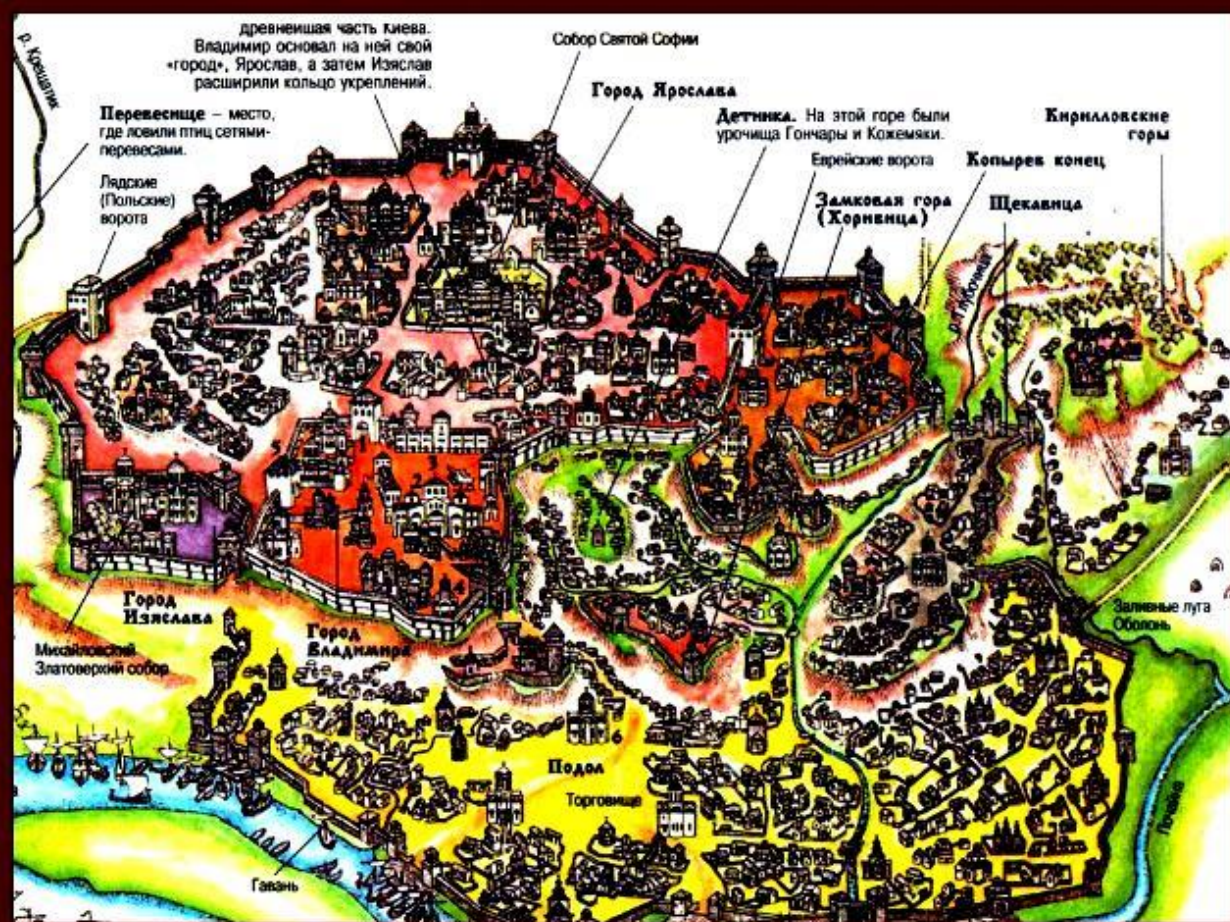 древнейшая часть Киева.
Владимир основал на ней свой
«город», Ярослав, а затем Изяслав
расширили кольцо укреплений.
Собор Святой Софии
р. Крещатик
Город Ярослава
Перевесище – место,
где ловили птиц сетями-
перевесами.
Детинка. На этой горе были
урочища Гончары и Кожемяки.
Кирилловские
горы
Еврейские ворота
Копырев конец
Лядские
(Польские)
ворота
Замковая гора
(Хоривица)
Щекавица
Город
Изяслава
Город
Владимира
Михайловский
Златоверхий собор
Заливные луга
Оболонь
6
Подол
Торговище
Почайна
Гавань